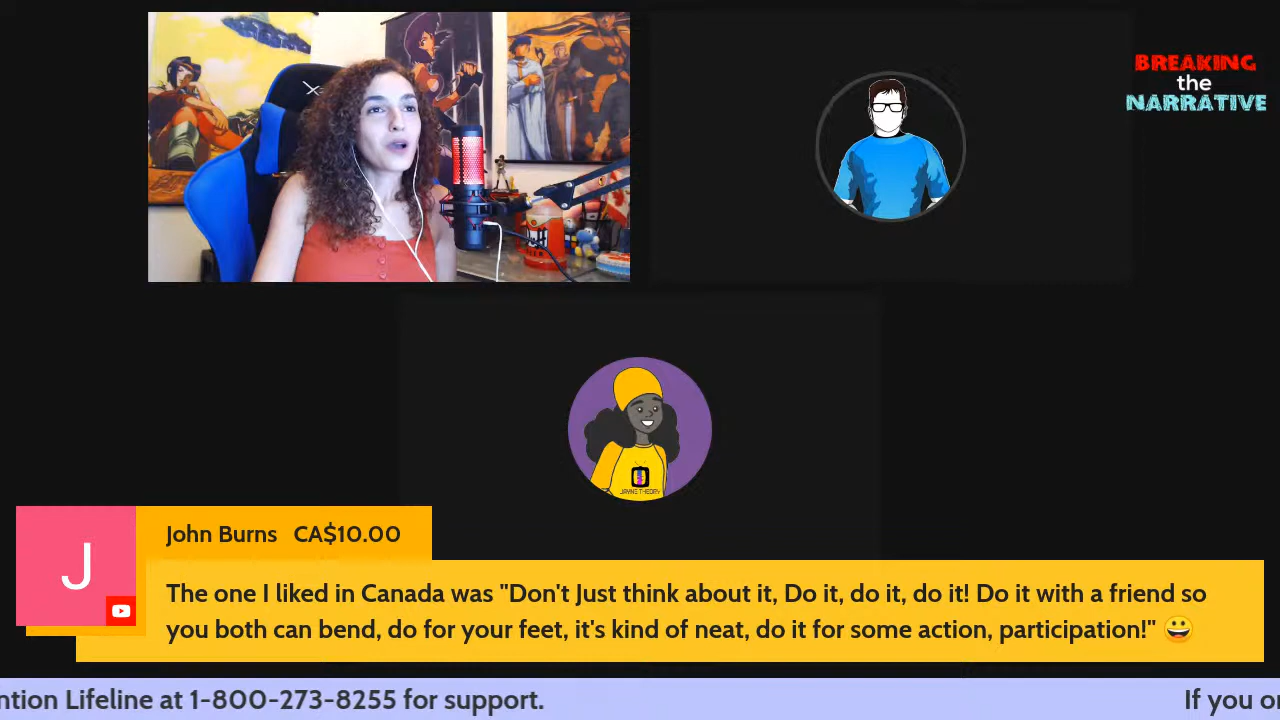 BREAKING
the
NARRATIVE
JAYNE THEORY
J
John Burns CA$10.00
The one I liked in Canada was "Don't Just think about it, Do it, do it, do it! Do it with a friend so
you both can bend, do for your feet, it's kind of neat, do it for some action, participation!" 😀
ntion Lifeline at 1-800-273-8255 for support. If you or